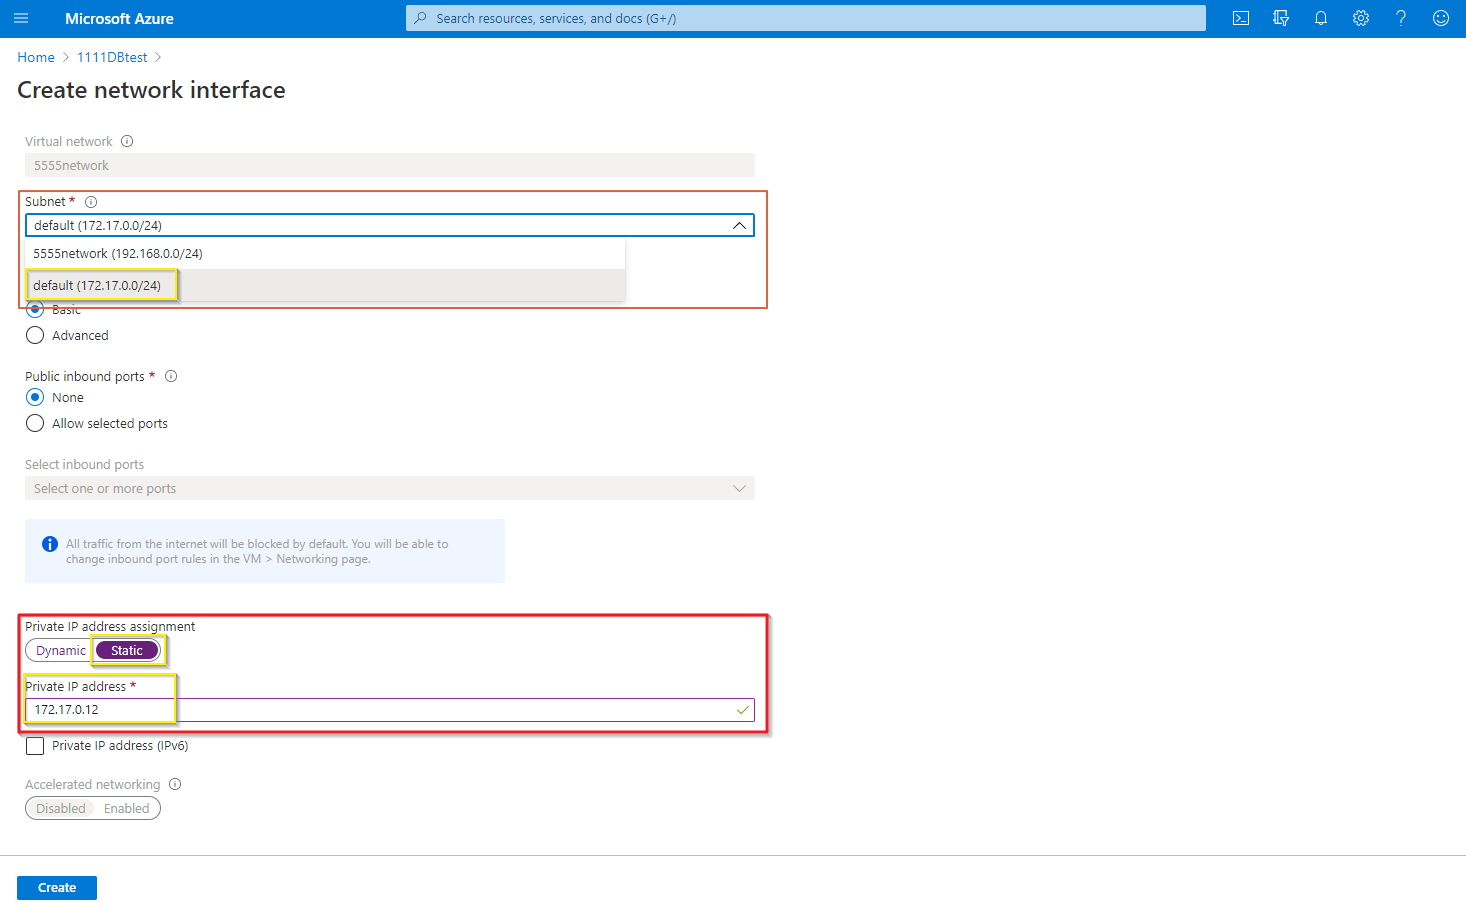 Microsoft Azure
Search resources, services, and docs (G+/)
Home > 1111DBtest >
Create network interface
Virtual network
5555network
Subnet *
default (172.17.0.0/24)
5555network (192.168.0.0/24)
default (172.17.0.0/24)
Basic
Advanced
Public inbound ports *
None
Allow selected ports
Select inbound ports
Select one or more ports
All traffic from the internet will be blocked by default. You will be able to
change inbound port rules in the VM > Networking page.
Private IP address assignment
Dynamic Static
Private IP address *
172.17.0.12
Private IP address (IPv6)
Accelerated networking
Disabled Enabled
Create